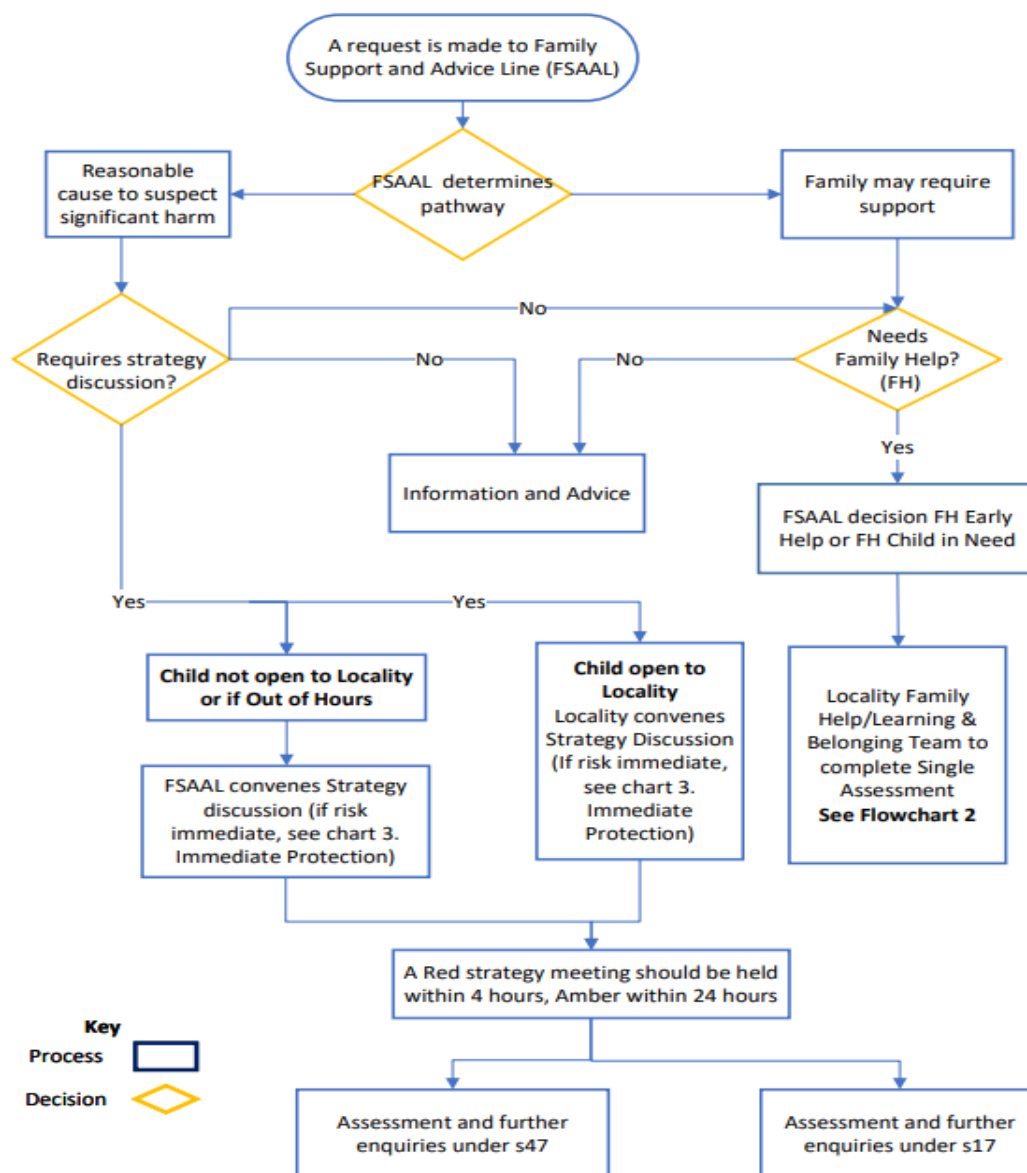 A request is made to Family
Support and Advice Line (FSAAL)
Reasonable
cause to suspect
significant harm
FSAAL determines
pathway
Family may require
support
No
Requires strategy
discussion?
No
No
Needs
Family Help?
(FH)
Yes
Information and Advice
FSAAL decision FH Early
Help or FH Child in Need
Yes
Yes
Child not open to Locality
or if Out of Hours
Child open to
Locality
Locality convenes
Strategy Discussion
(If risk immediate,
see chart 3.
Immediate
Protection)
Locality Family
Help/Learning &
Belonging Team to
complete Single
Assessment
See Flowchart 2
FSAAL convenes Strategy
discussion (if risk
immediate, see chart 3.
Immediate Protection)
A Red strategy meeting should be held
within 4 hours, Amber within 24 hours
Key
Process
Decision
Assessment and further
enquiries under s47
Assessment and further
enquiries under s17